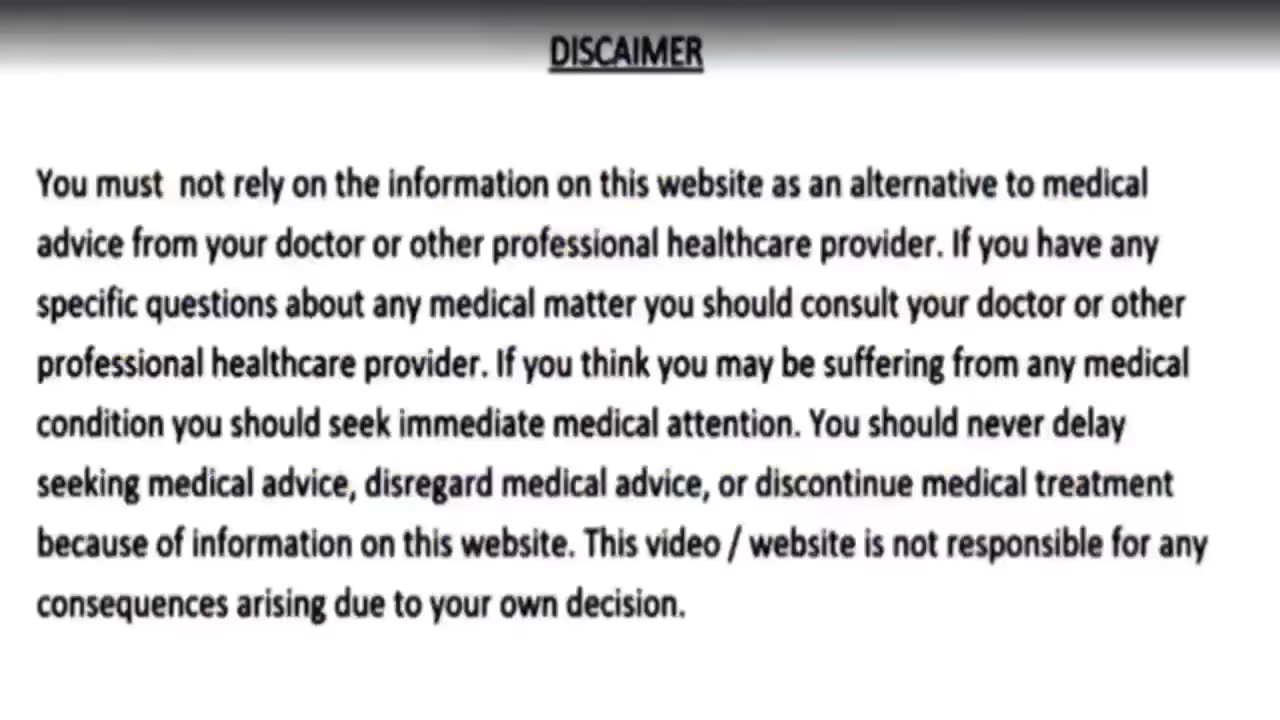 DISCAIMER
You must  not rely on the information on this website as an alternative to medical
advice from your doctor or other professional healthcare provider. If you have any
specific questions about any medical matter you should consult your doctor or other
professional healthcare provider. If you think you may be suffering from any medical
condition you should seek immediate medical attention. You should never delay
seeking medical advice, disregard medical advice, or discontinue medical treatment
because of information on this website. This video / website is not responsible for any
consequences arising due to your own decision.